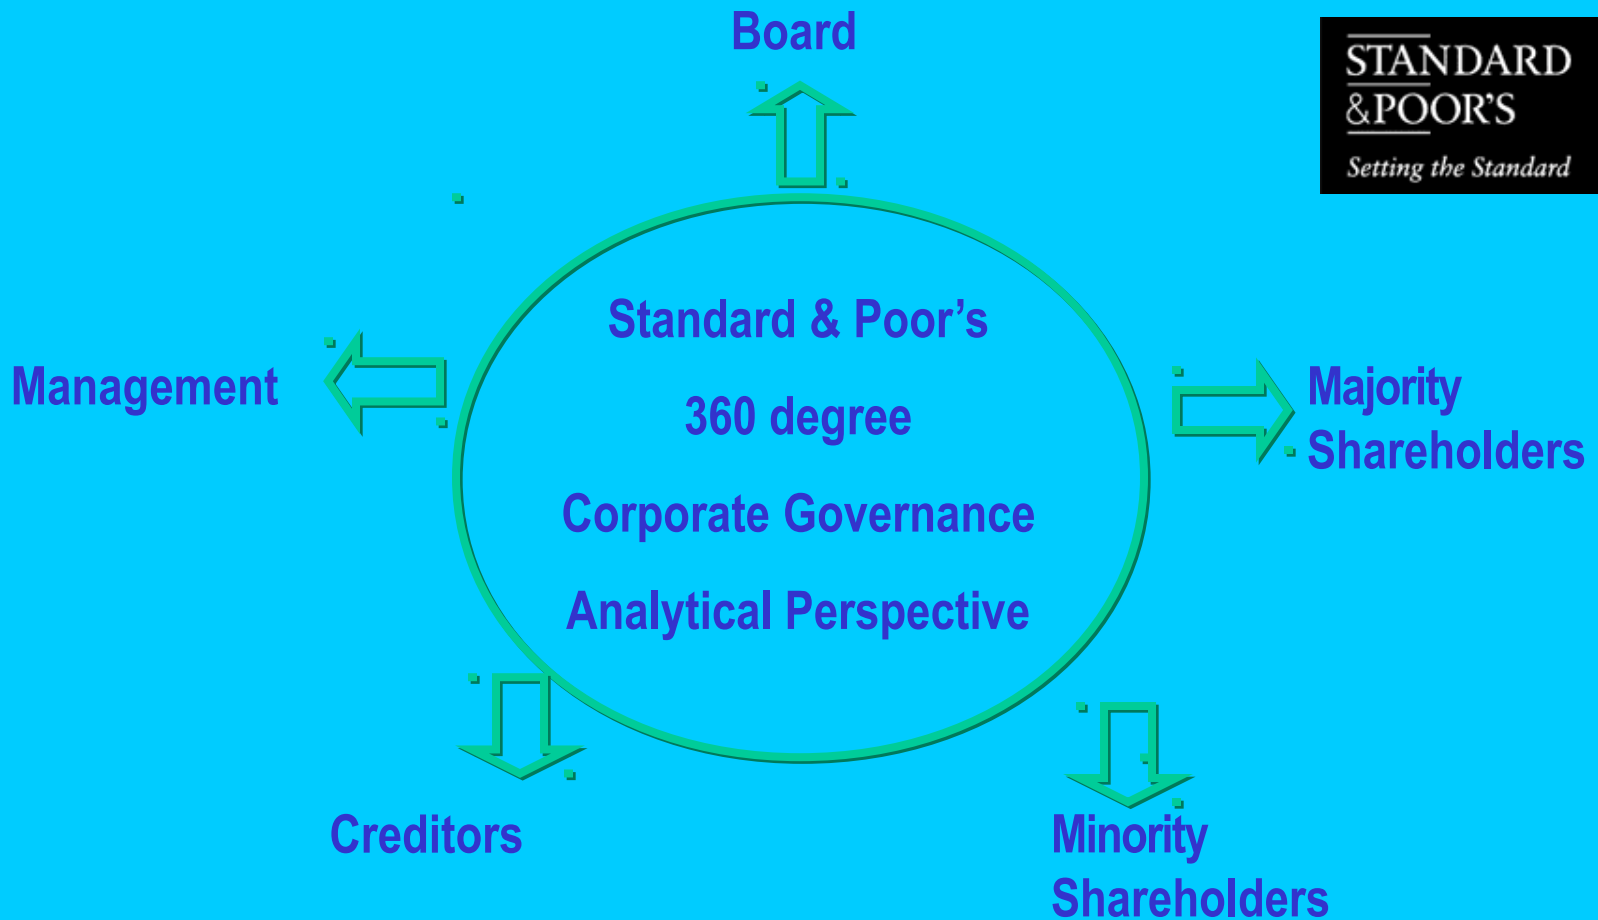 Board
STANDARD
&POOR'S
Setting the Standard
Standard & Poor’s
360 degree
Corporate Governance
Analytical Perspective
Management
Majority
Shareholders
Creditors
Minority
Shareholders